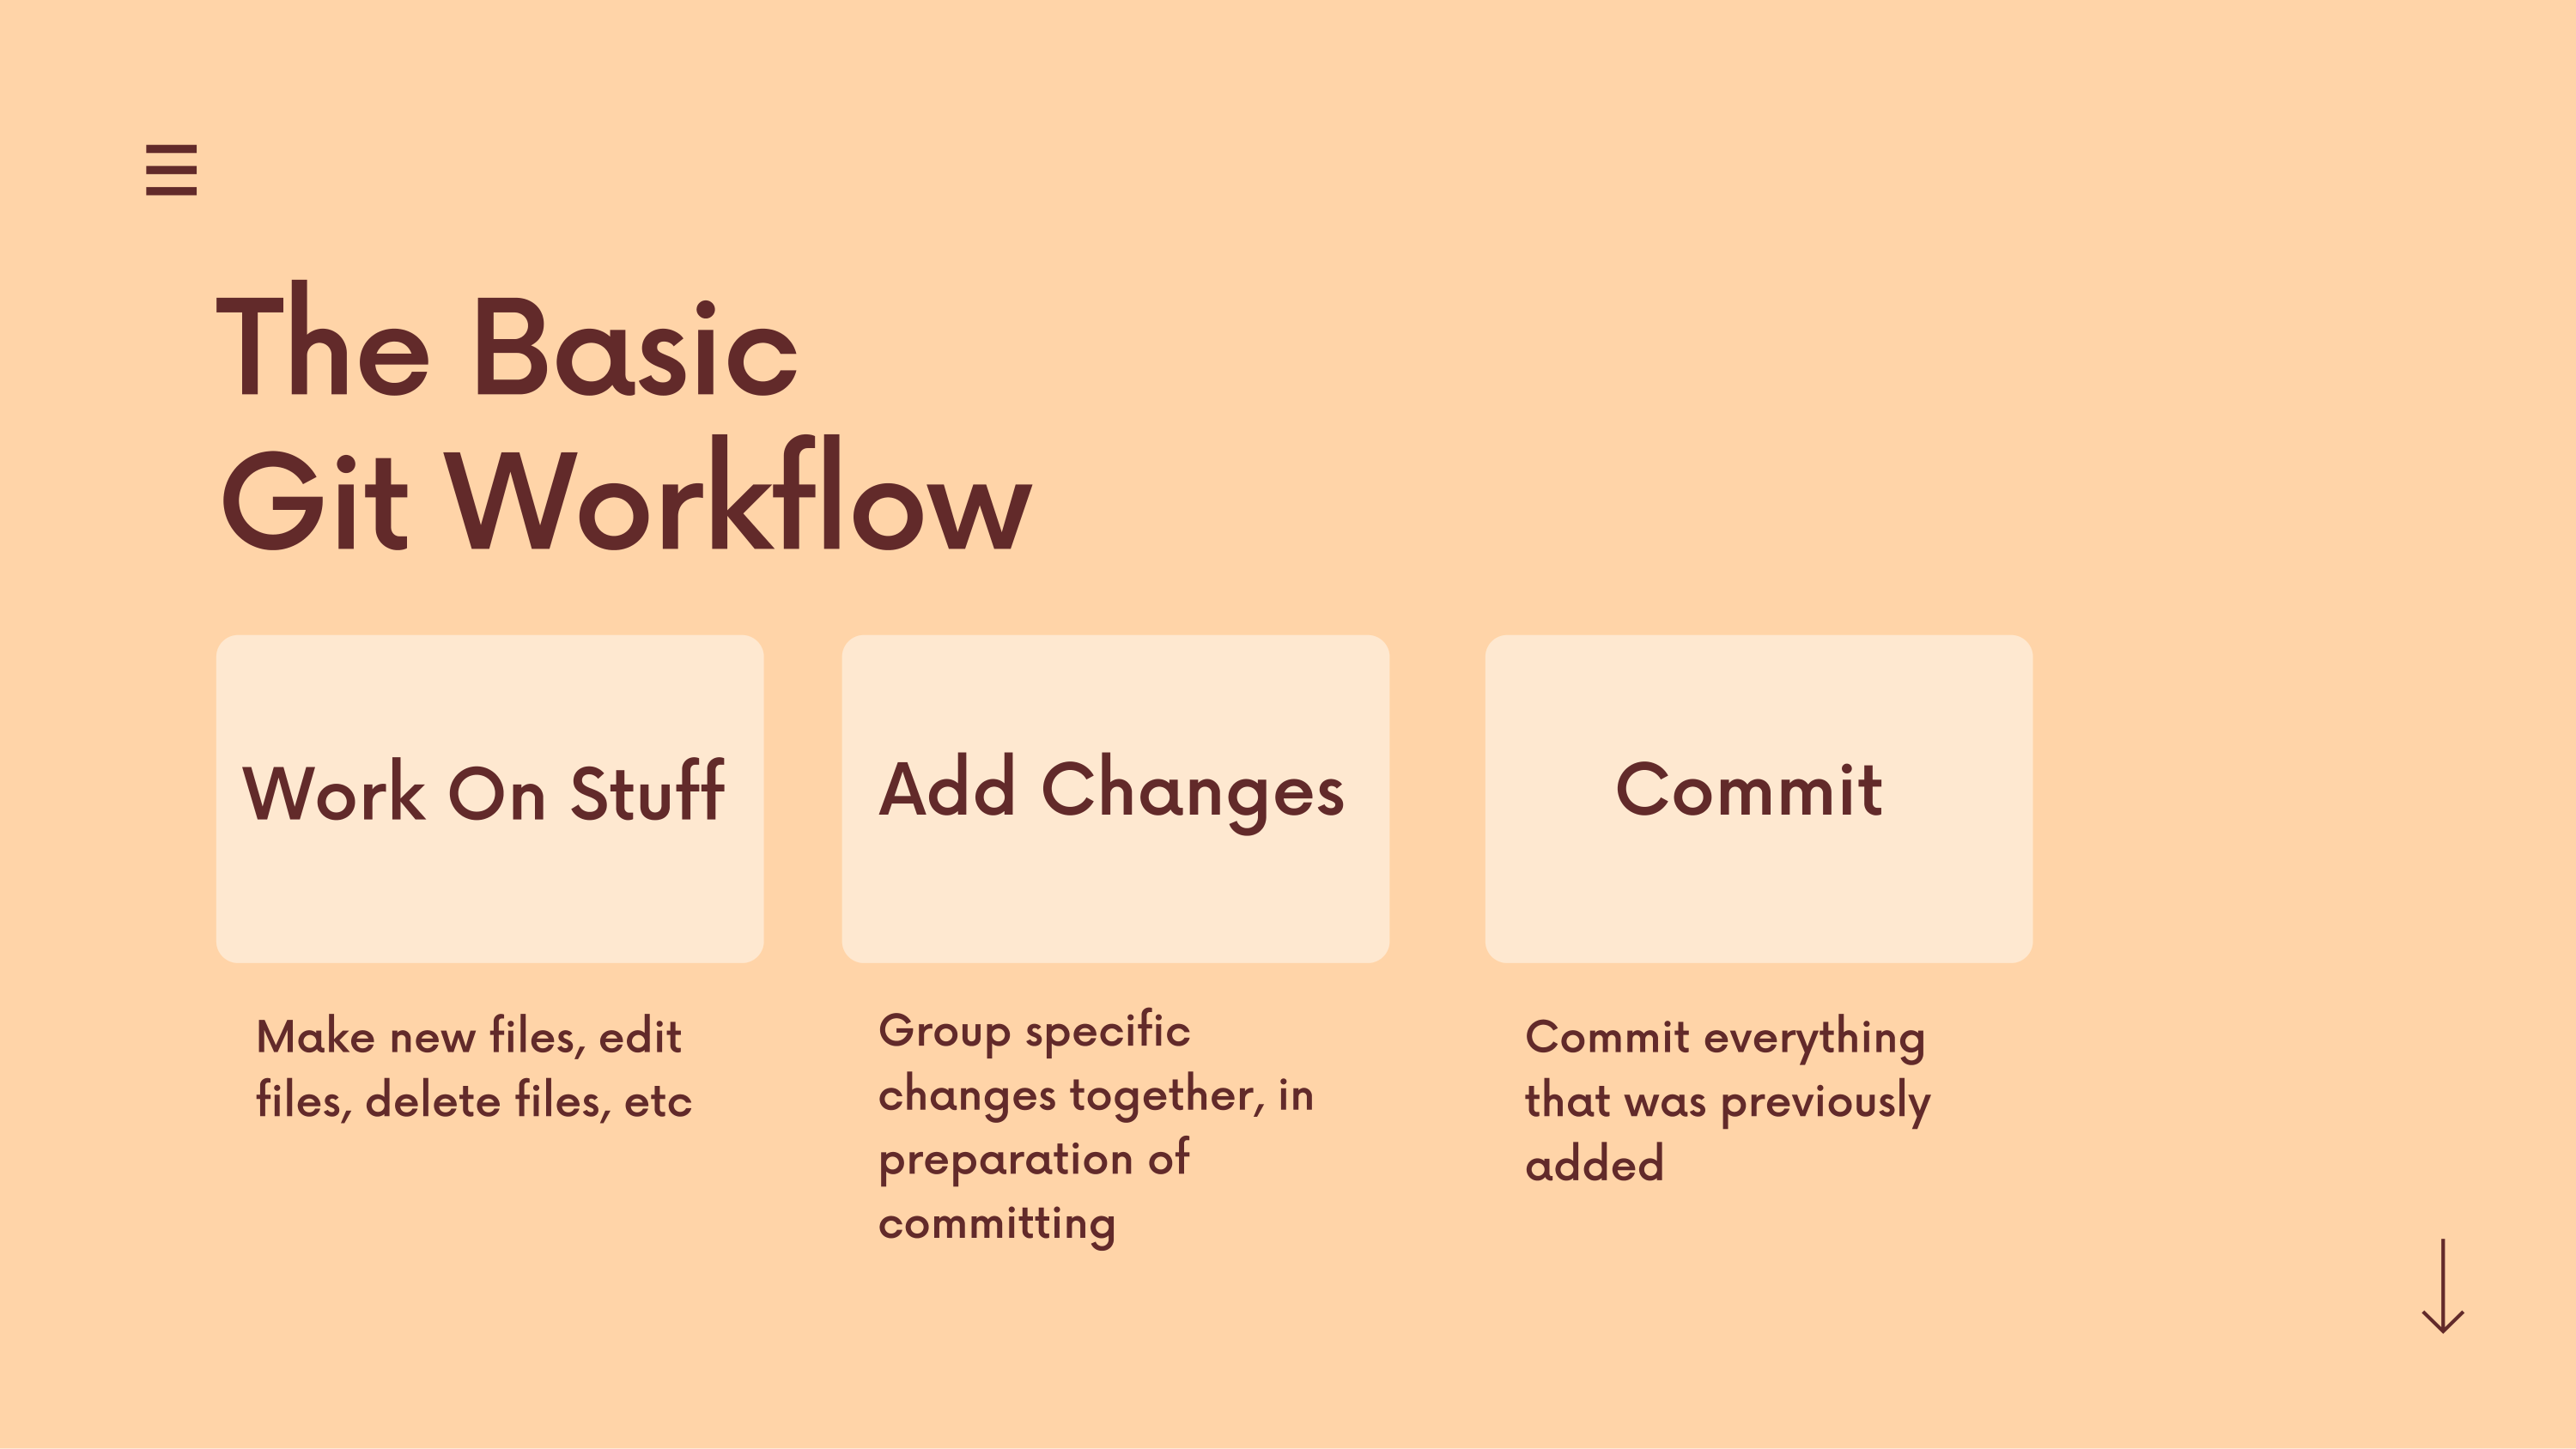 The Basic
Git Workflow
Work On Stuff
Add Changes
Commit
Make new files, edit
files, delete files, etc
Group specific
changes together, in
preparation of
committing
Commit everything
that was previously
added